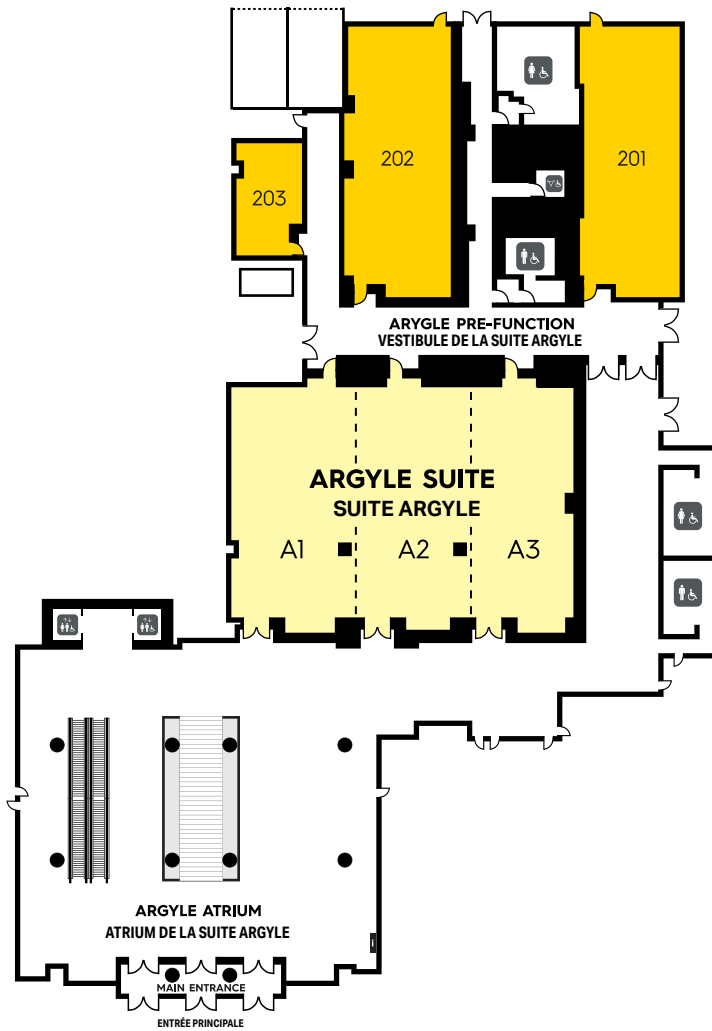 202
201
203
ARYGLE PRE-FUNCTION
VESTIBULE DE LA SUITE ARGYLE
ARGYLE SUITE
SUITE ARGYLE
A1
A2
A3
ARGYLE ATRIUM
ATRIUM DE LA SUITE ARGYLE
MAIN ENTRANCE
ENTRÉE PRINCIPALE